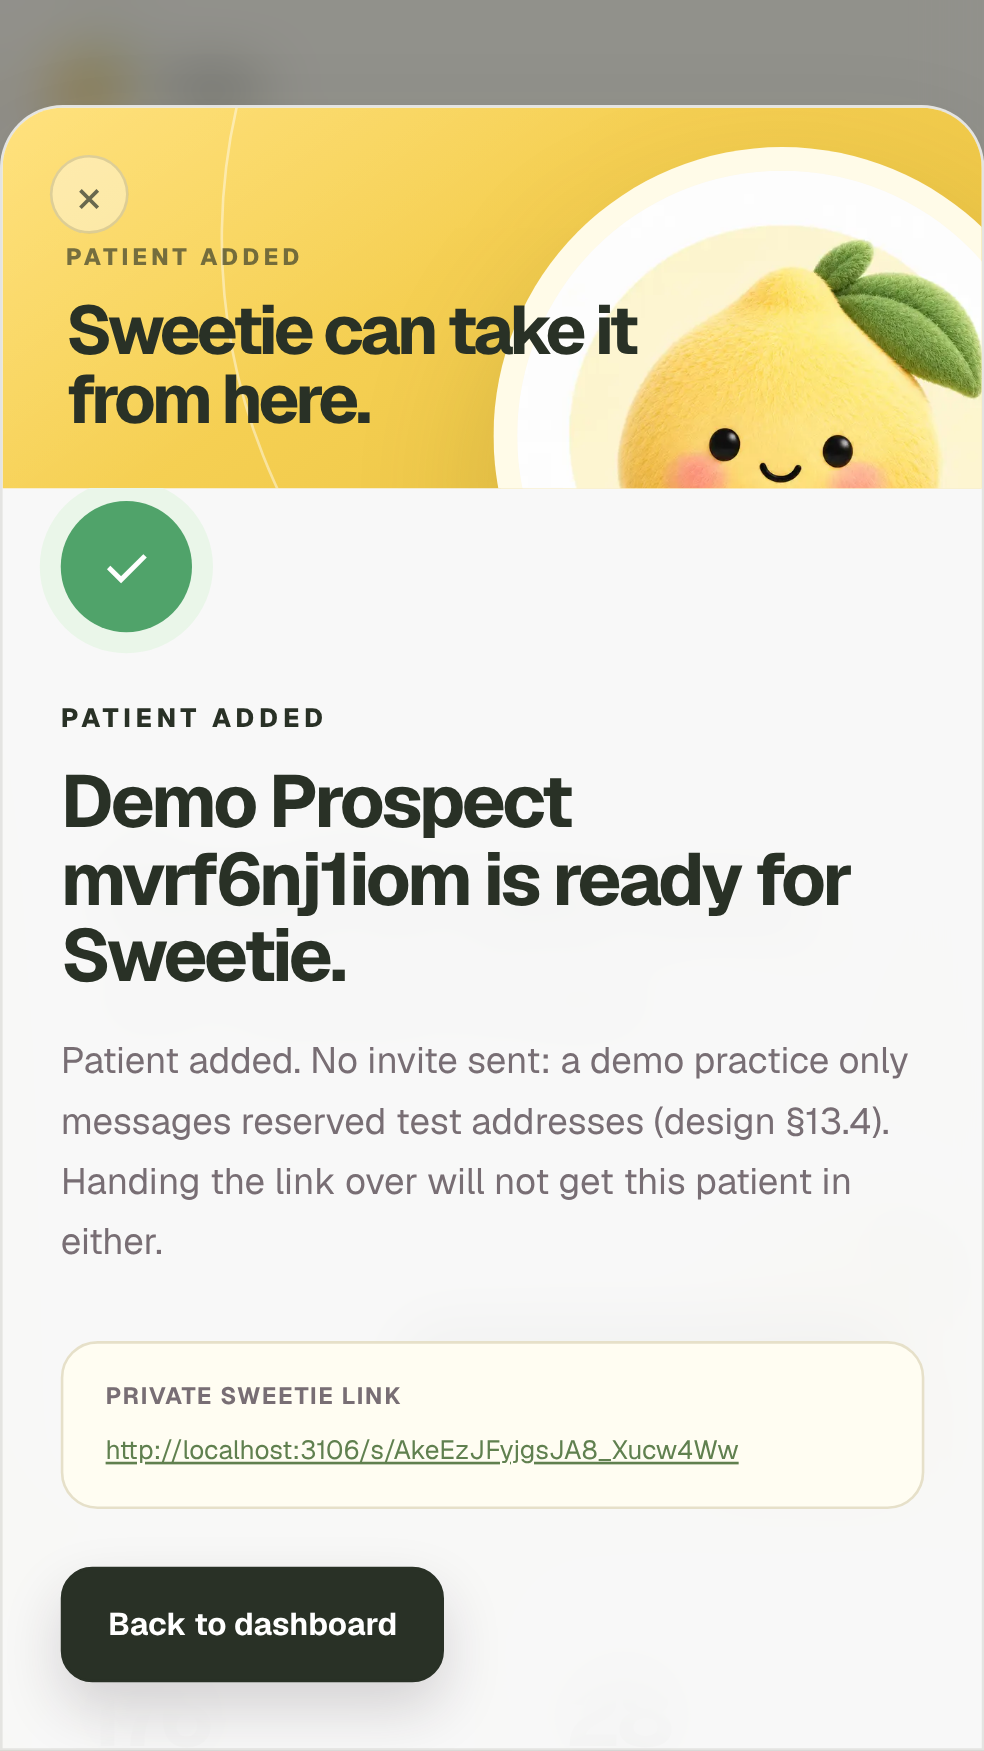 PATIENT ADDED
Sweetie can take it
from here.
PATIENT ADDED
Demo Prospect
mvrf6nj1iom is ready for
Sweetie.
Patient added. No invite sent: a demo practice only
messages reserved test addresses (design §13.4).
Handing the link over will not get this patient in
either.
PRIVATE SWEETIE LINK
http://localhost:3106/s/AkeEzJFyjgsJA8_Xucw4Ww
Back to dashboard